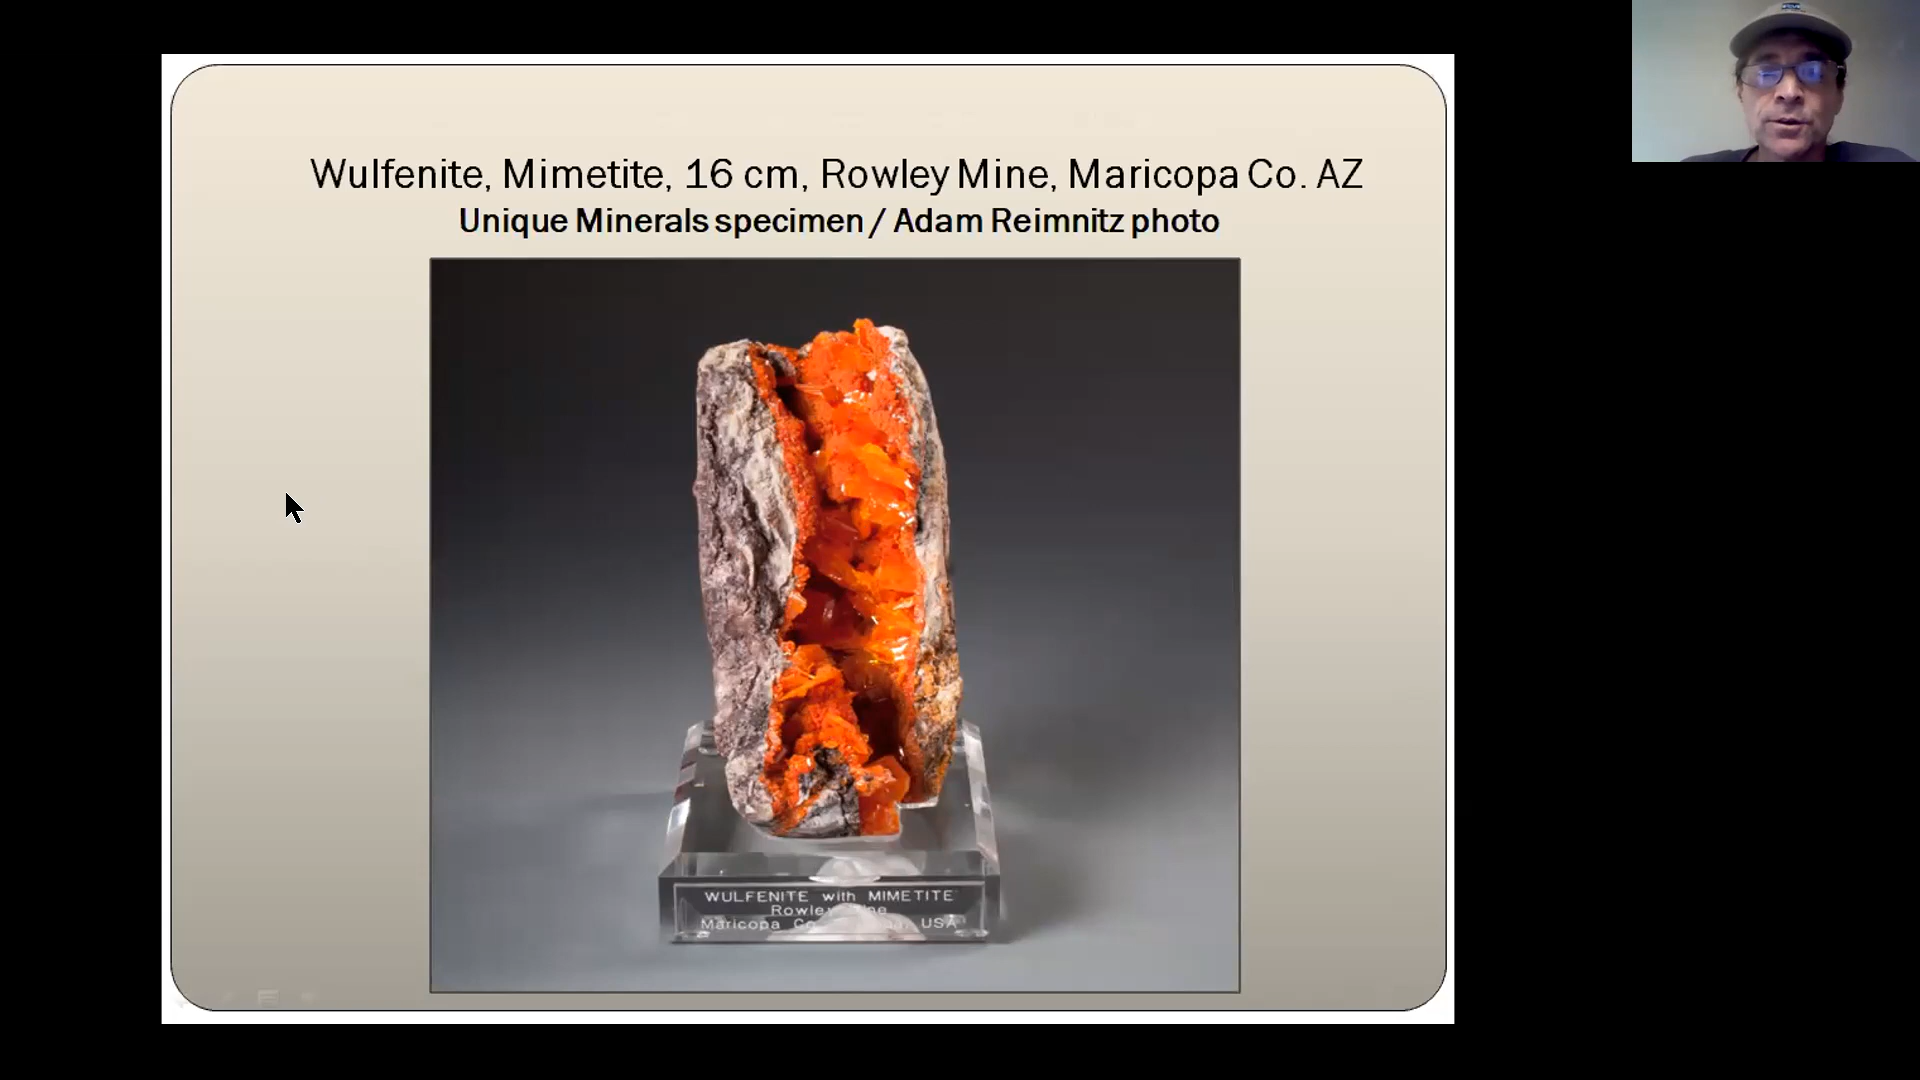 Wulfenite, Mimetite, 16 cm, Rowley Mine, Maricopa Co. AZ
Unique Minerals specimen / Adam Reimnitz photo
WULFENITE with MIMETITE
Rowley
Maricopa USA